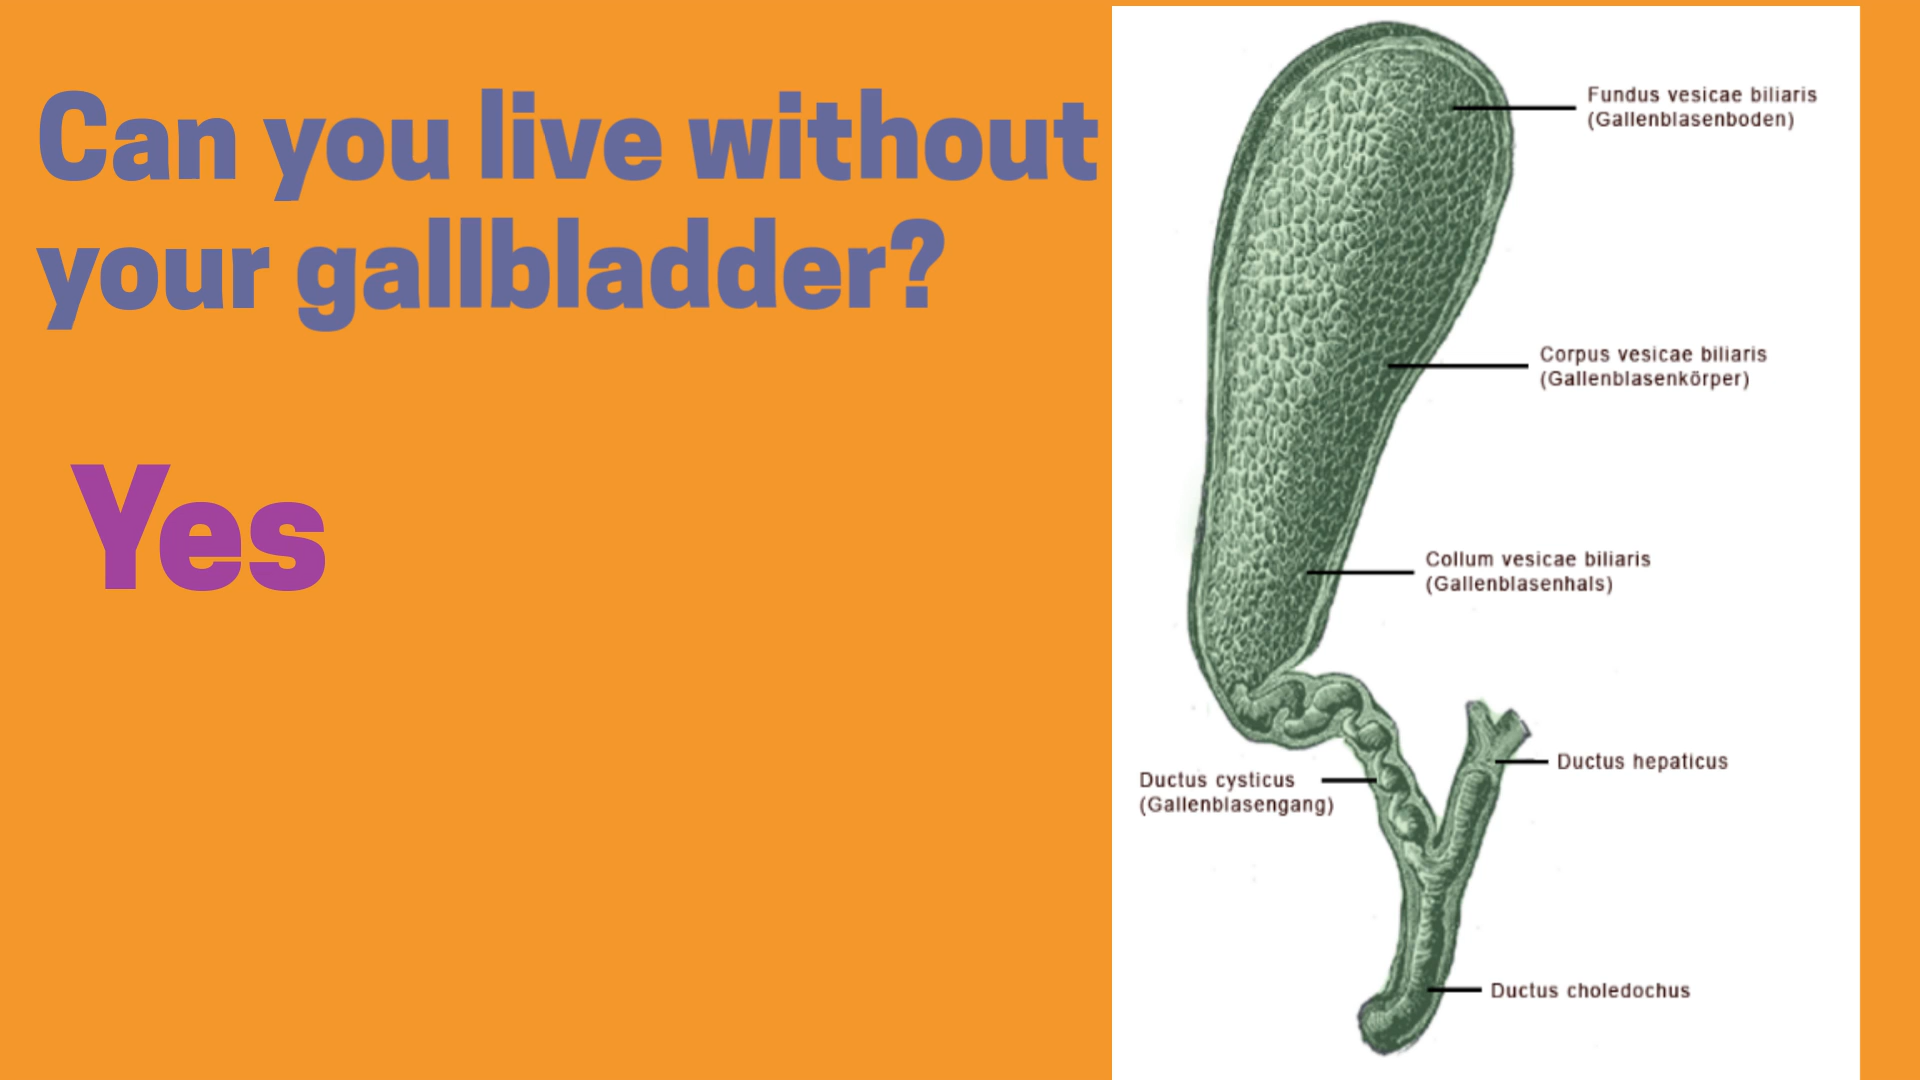 Can you live without
your gallbladder?
Yes
Fundus vesicae biliaris
(Gallenblasenboden)
Corpus vesicae biliaris
(Gallenblasenkörper)
Collum vesicae biliaris
(Gallenblasenhals)
Ductus hepaticus
Ductus cysticus
(Gallenblasengang)
Ductus choledochus